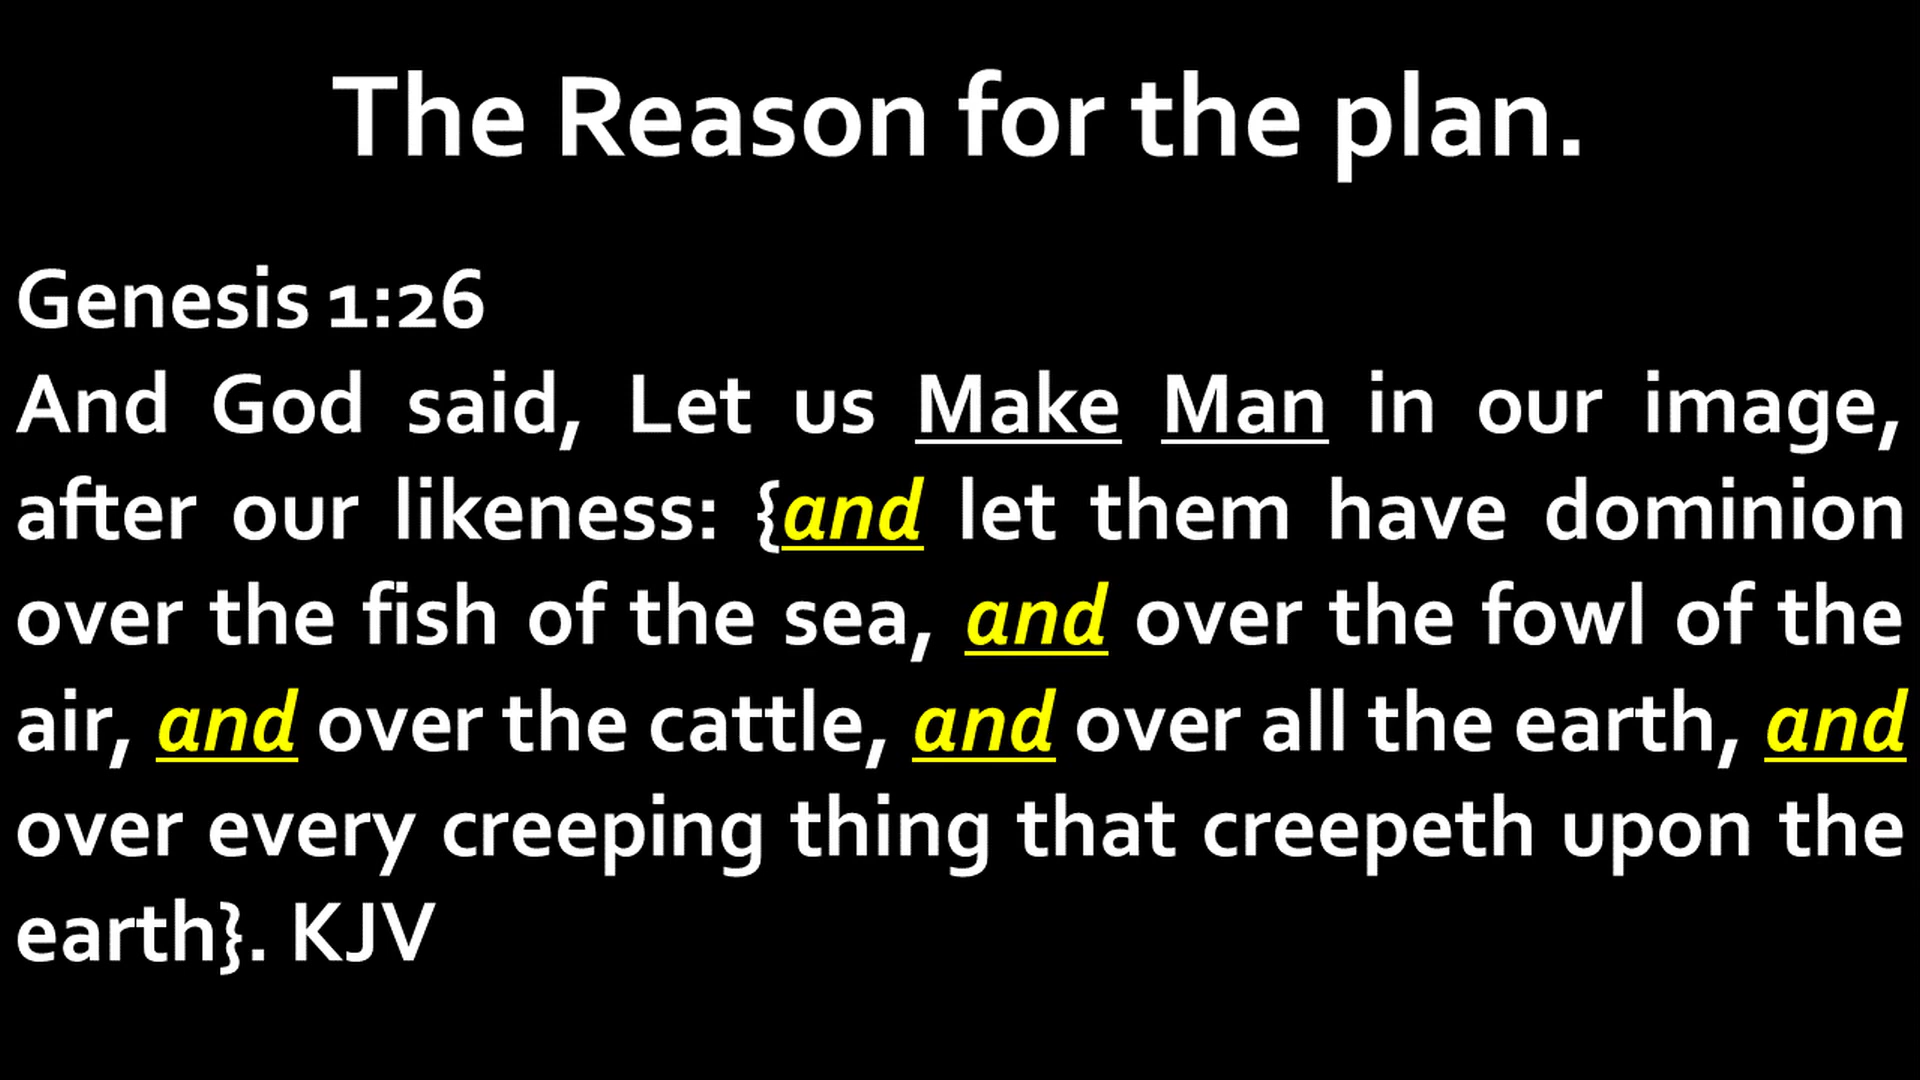 The Reason for the plan.
Genesis 1:26
And God said, Let us Make Man in our image,
after our likeness: {and let them have dominion
over the fish of the sea, and over the fowl of the
air, and over the cattle, and over all the earth, and
over every creeping thing that creepeth upon the
earth}. KJV